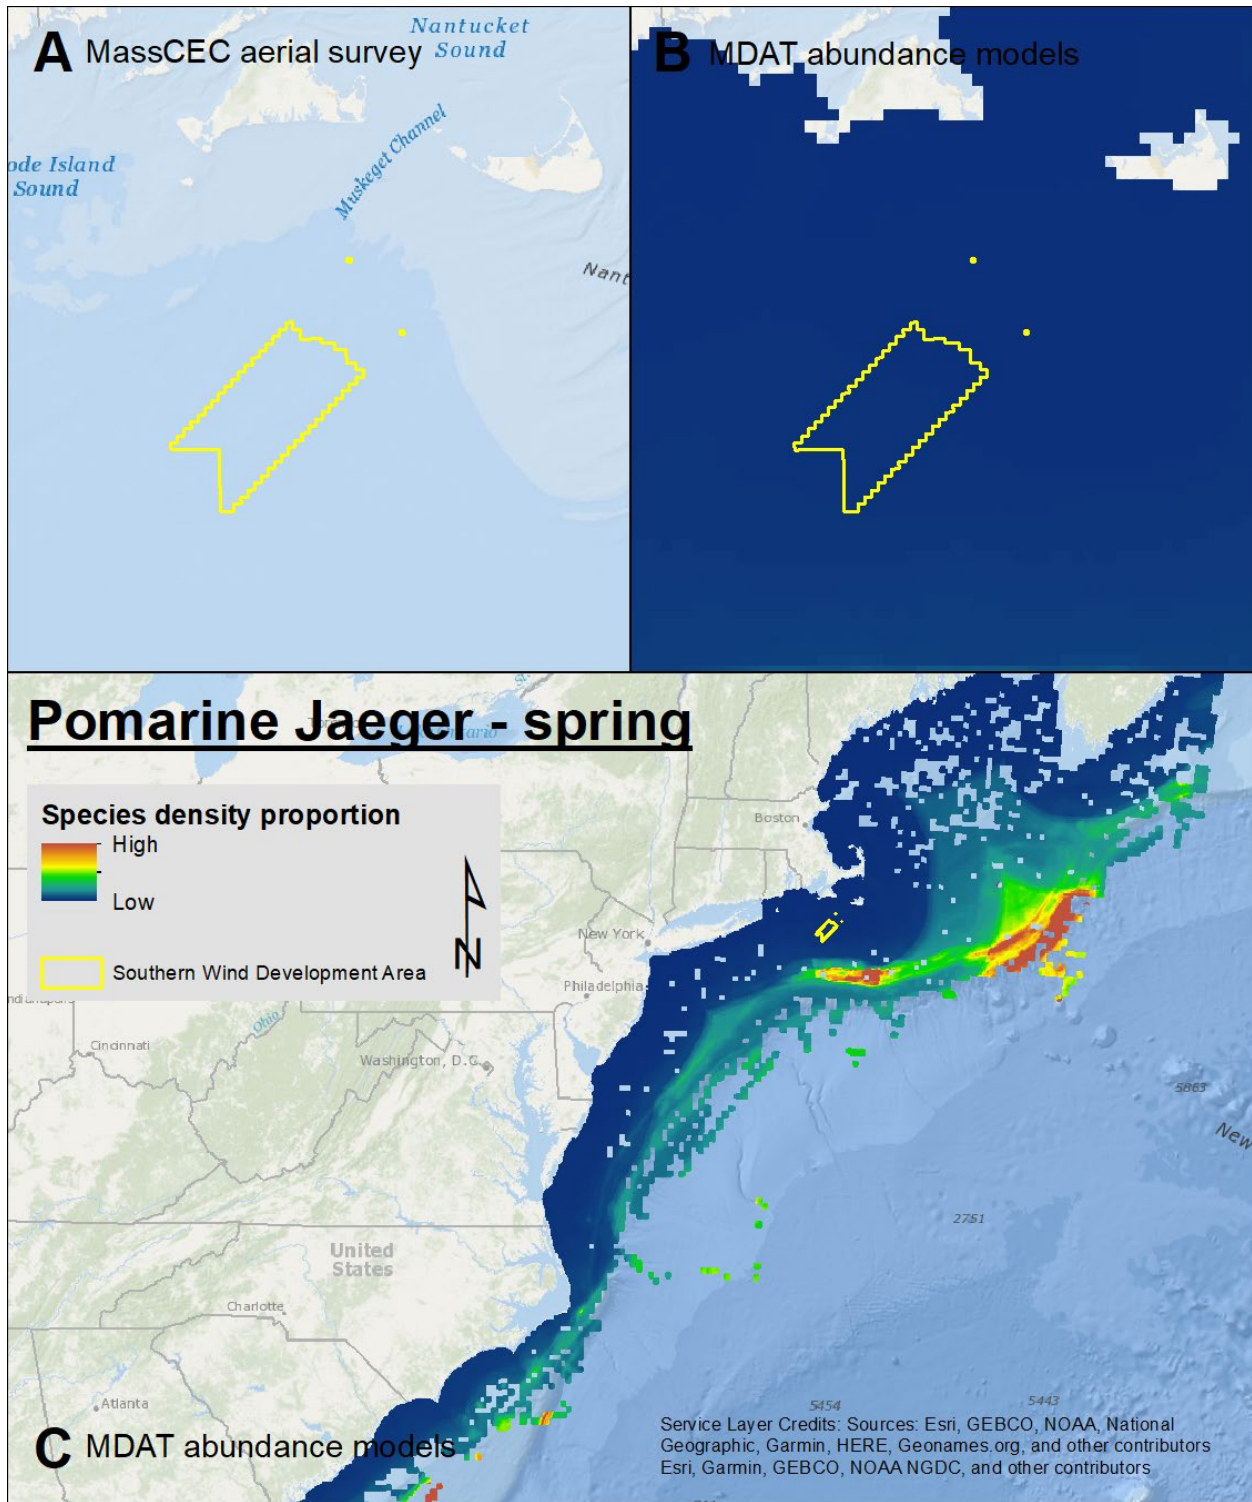 A MassCEC aerial survey
Nantucket
Sound
ode Island
Sound
Muskeget Channel
Nant
B MDAT abundance models
Pomarine Jaeger - spring
Species density proportion
High
Low
Southern Wind Development Area
N
Boston
New York
Philadelphia
Ohio
Cincinnati
Washington, D.C.
United
States
Charlotte
Atlanta
5863
New
2751
5454
5443
C MDAT abundance models
Service Layer Credits: Sources: Esri, GEBCO, NOAA, National
Geographic, Garmin, HERE, Geonames.org, and other contributors
Esri, Garmin, GEBCO, NOAA NGDC, and other contributors